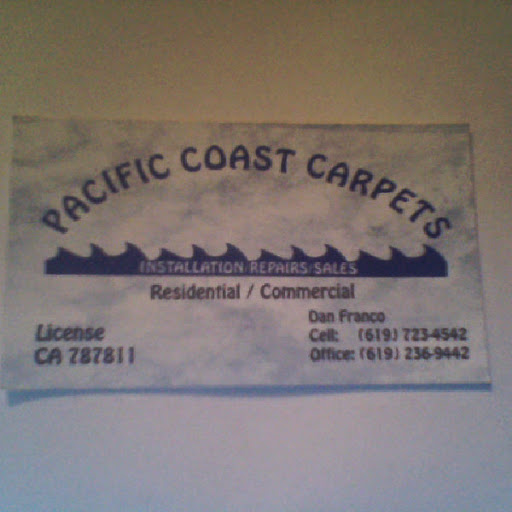 PACIFIC COAST CARPETS
INSTALLATION/REPAIRS/SALES
Residential / Commercial
License
CA 787811
Dan Franco
Cell: (619) 723-4542
Office: (619) 236-9442